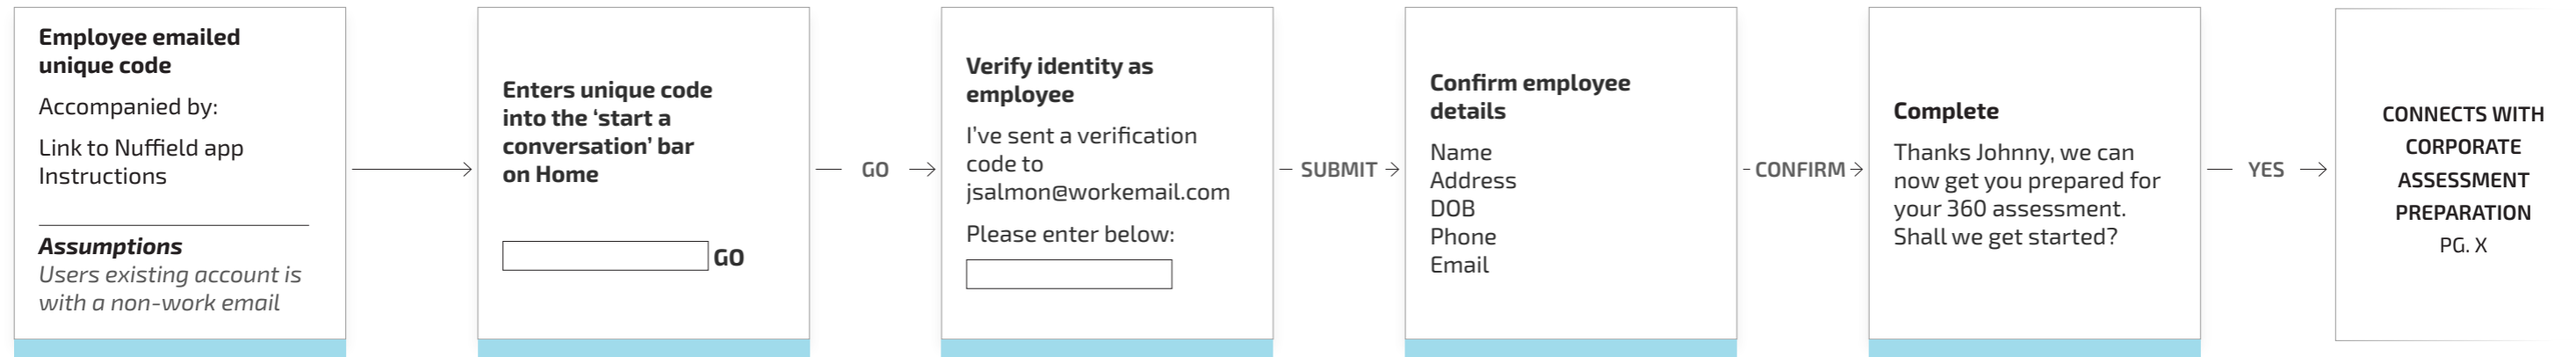 Employee emailed
unique code
Accompanied by:
Link to Nuffield app
Instructions
Assumptions
Users existing account is
with a non-work email
Enters unique code
into the ‘start a
conversation’ bar
on Home
GO
GO
Verify identity as
employee
I’ve sent a verification
code to
jsalmon@workemail.com
Please enter below:
SUBMIT
Confirm employee
details
Name
Address
DOB
Phone
Email
CONFIRM
Complete
Thanks Johnny, we can
now get you prepared for
your 360 assessment.
Shall we get started?
YES
CONNECTS WITH
CORPORATE
ASSESSMENT
PREPARATION
PG. X